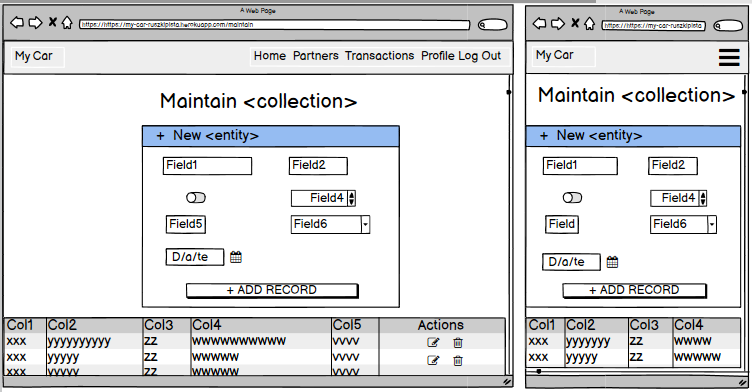 A Web Page
https://https://my-car-ruszkipista.herokuapp.com/maintain
My Car
Home Partners Transactions Profile Log Out
Maintain <collection>
+ New <entity>
Field1 Field2
Field4
Field5 Field6
D/a/te
+ ADD RECORD
Col1 Col2 Col3 Col4 Col5 Actions
xxx yyyyyyyyyy zz wwwwwwwwww vvvv
xxx yyyyy zz wwwww vvvv
xxx yyyyy zz wwwww vvvv
A Web Page
https://https://my-car-ruszkipista
My Car
Maintain <collection>
+ New <entity>
Field1 Field2
Field4
Field Field6
D/a/te
+ ADD RECORD
Col1 Col2 Col3 Col4
xxx yyyyyyy zz wwww
xxx yyyyy zz wwwww